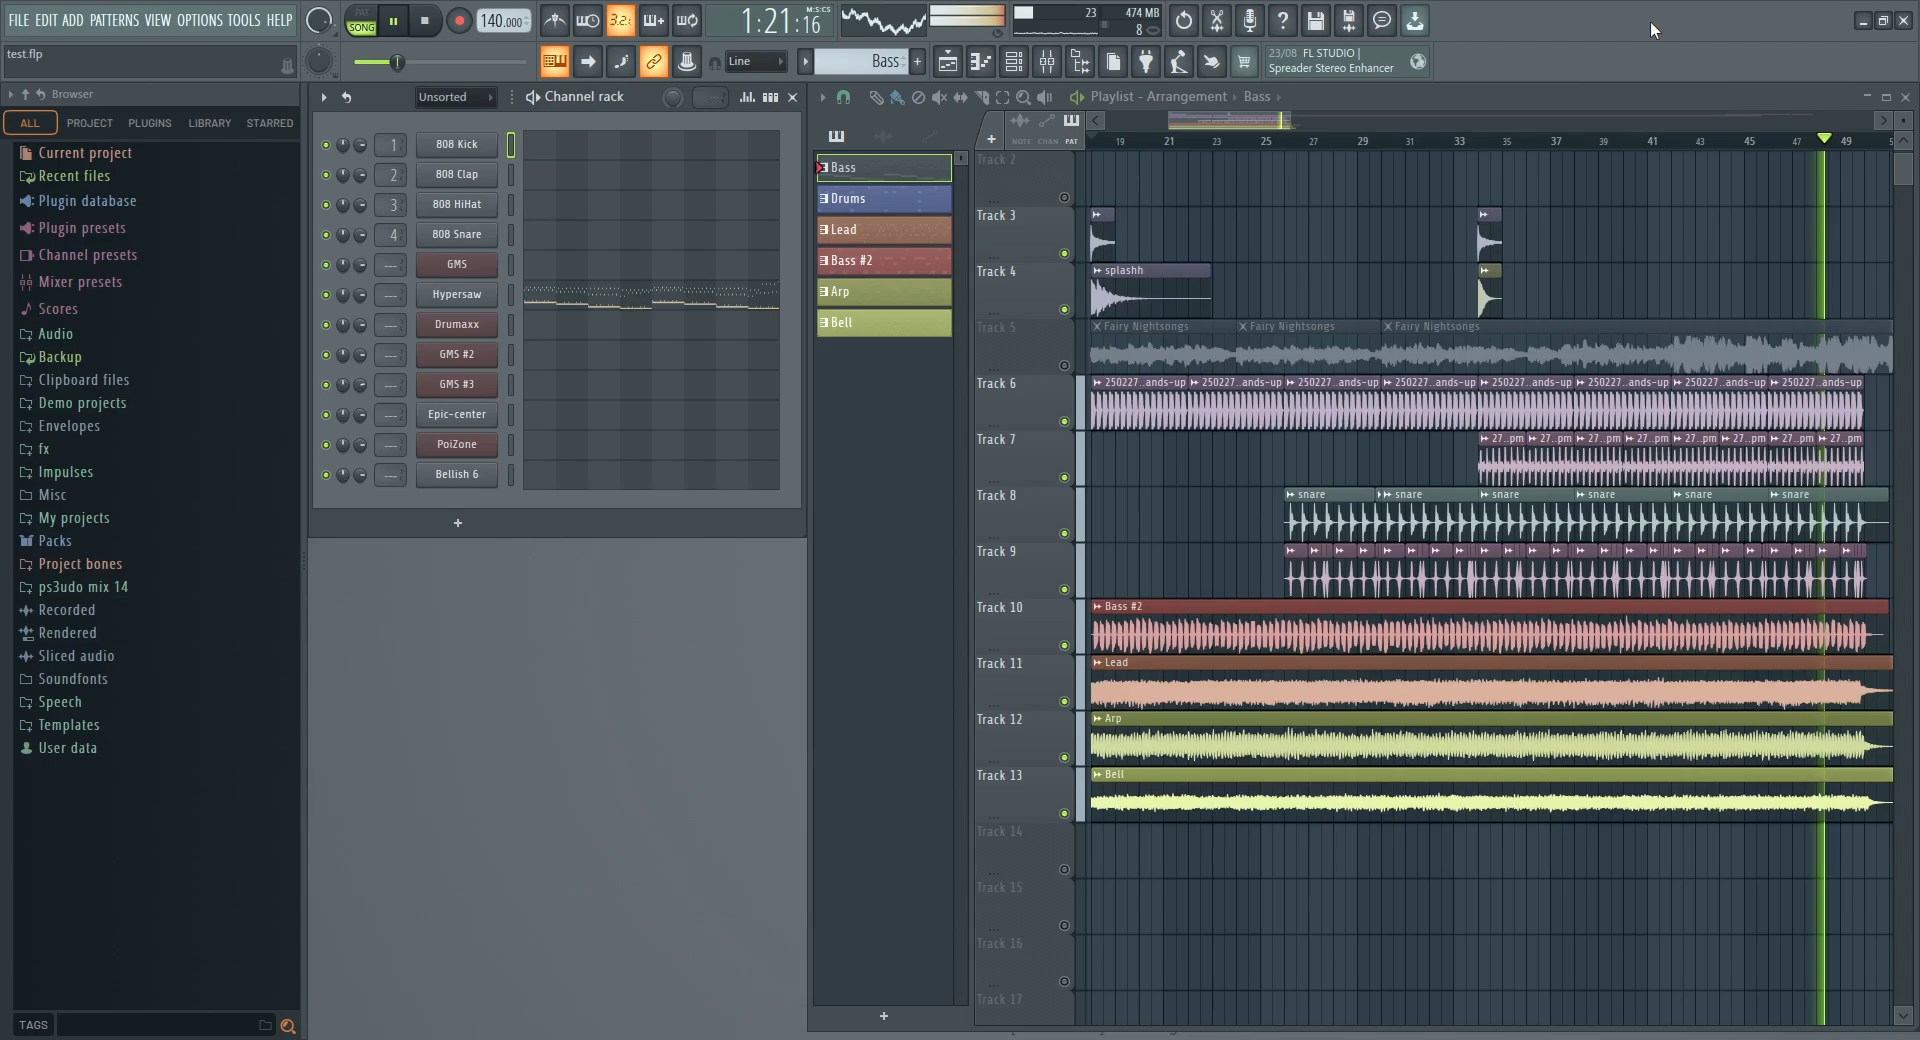 FILE EDIT ADD PATTERNS VIEW OPTIONS TOOLS HELP
PAT
SONG
140.000
3.2.
1:21:16
M:S:CS
23
474 MB
8
test.flp
Line
Bass
23/08 FL STUDIO |
Spreader Stereo Enhancer
Browser
ALL
PROJECT
PLUGINS
LIBRARY
STARRED
Current project
Recent files
Plugin database
Plugin presets
Channel presets
Mixer presets
Scores
Audio
Backup
Clipboard files
Demo projects
Envelopes
fx
Impulses
Misc
My projects
Packs
Project bones
ps3udo mix 14
Recorded
Rendered
Sliced audio
Soundfonts
Speech
Templates
User data
TAGS
Unsorted
Channel rack
1 808 Kick
2 808 Clap
3 808 HiHat
4 808 Snare
--- GMS
--- Hypersaw
--- Drumaxx
--- GMS #2
--- GMS #3
--- Epic-center
--- PoiZone
--- Bellish 6
+
Playlist - Arrangement › Bass ›
Bass
Drums
Lead
Bass #2
Arp
Bell
+
+
NOTE CHAN PAT
19 21 23 25 27 29 31 33 35 37 39 41 43 45 47 49
Track 2
Track 3
Track 4
splashh
Track 5
Fairy Nightsongs Fairy Nightsongs Fairy Nightsongs
Track 6
250227..ands-up 250227..ands-up 250227..ands-up 250227..ands-up 250227..ands-up 250227..ands-up 250227..ands-up 250227..ands-up
Track 7
27..pm 27..pm 27..pm 27..pm 27..pm 27..pm 27..pm 27..pm
Track 8
snare snare snare snare snare snare
Track 9
Track 10
Bass #2
Track 11
Lead
Track 12
Arp
Track 13
Bell
Track 14
Track 15
Track 16
Track 17